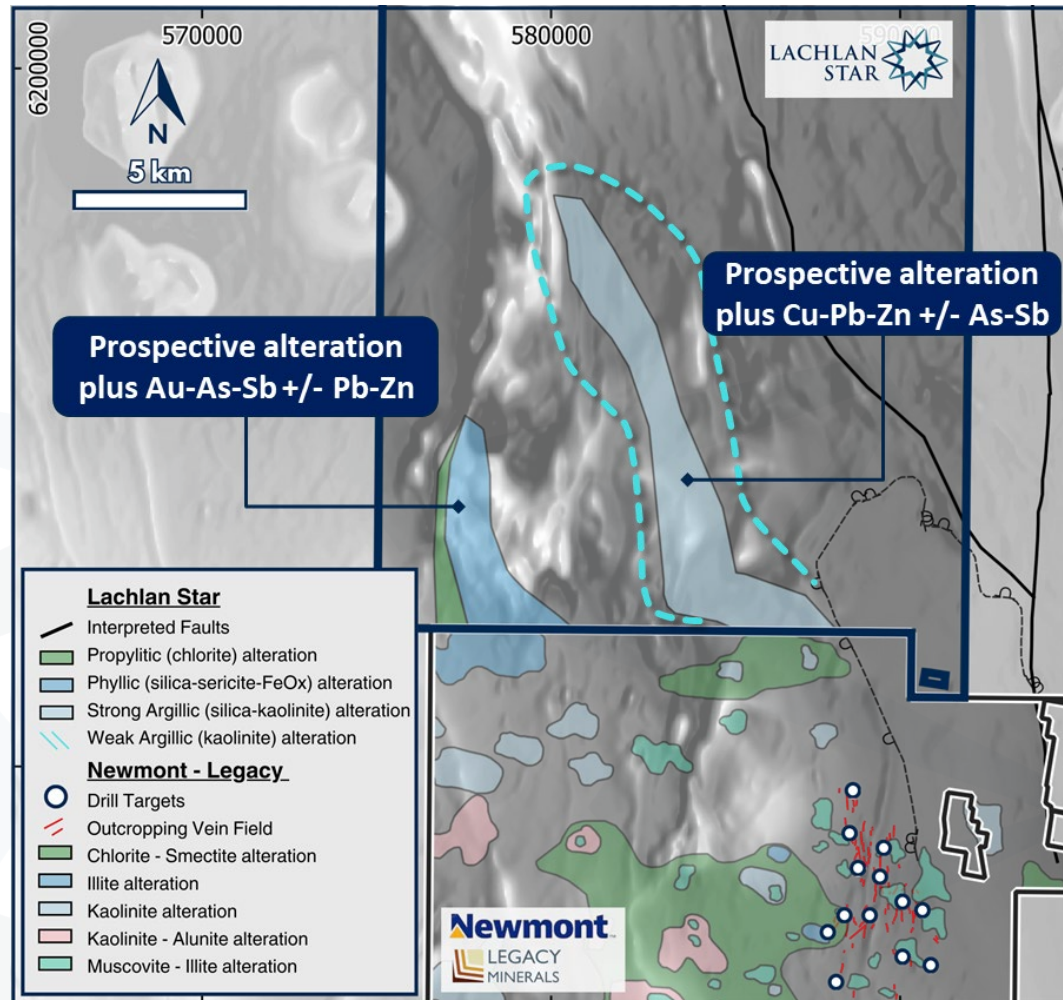 570000
580000
590000
6200000
LACHLAN
STAR
N
5 km
Prospective alteration
plus Cu-Pb-Zn +/- As-Sb
Prospective alteration
plus Au-As-Sb +/- Pb-Zn
Lachlan Star
Interpreted Faults
Propylitic (chlorite) alteration
Phyllic (silica-sericite-FeOx) alteration
Strong Argillic (silica-kaolinite) alteration
Weak Argillic (kaolinite) alteration
Newmont - Legacy
Drill Targets
Outcropping Vein Field
Chlorite - Smectite alteration
Illite alteration
Kaolinite alteration
Kaolinite - Alunite alteration
Muscovite - Illite alteration
Newmont™
LEGACY
MINERALS